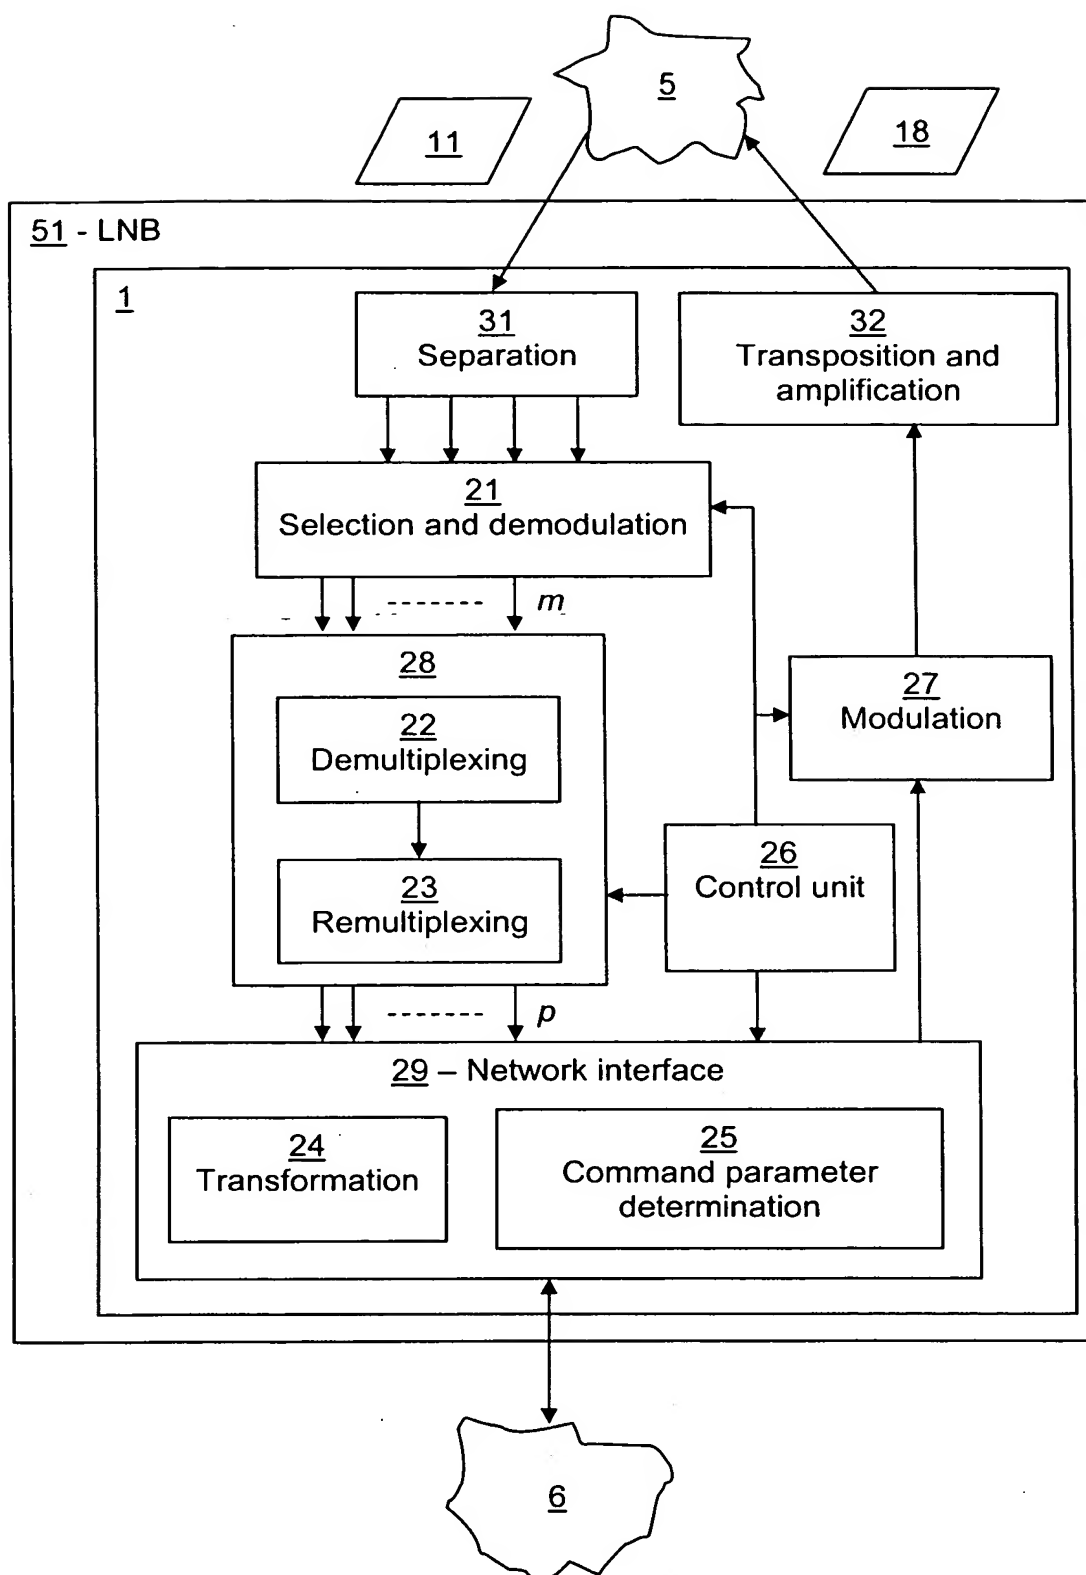 5
11
18
51 - LNB
1
31
Separation
32
Transposition and
amplification
21
Selection and demodulation
m
28
22
Demultiplexing
27
Modulation
26
Control unit
23
Remultiplexing
p
29 – Network interface
24
Transformation
25
Command parameter
determination
6